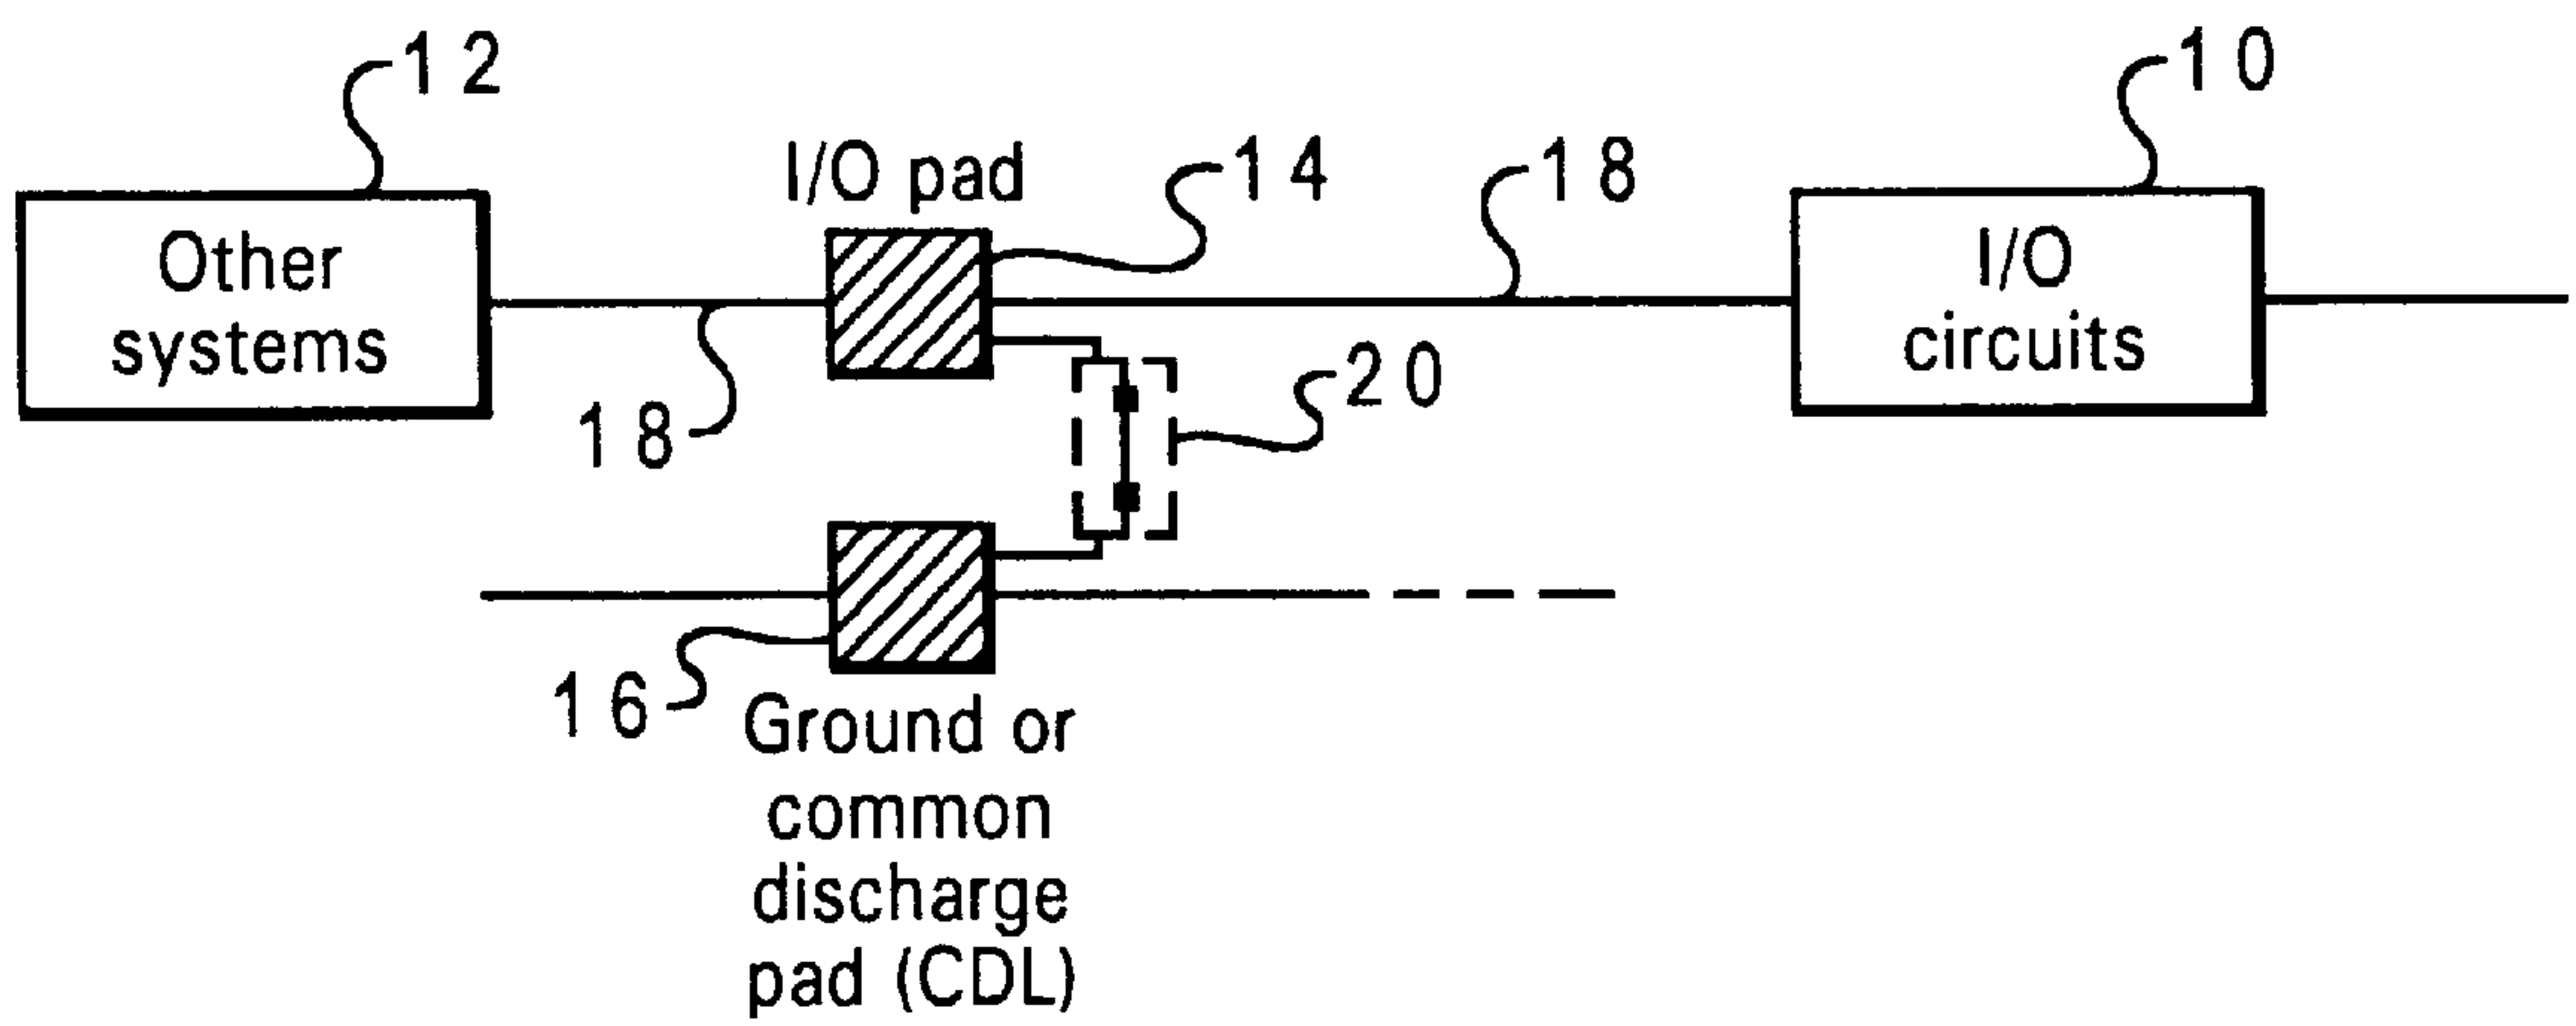 12
10
I/O pad
14
18
Other
systems
I/O
circuits
20
18
16
Ground or
common
discharge
pad (CDL)